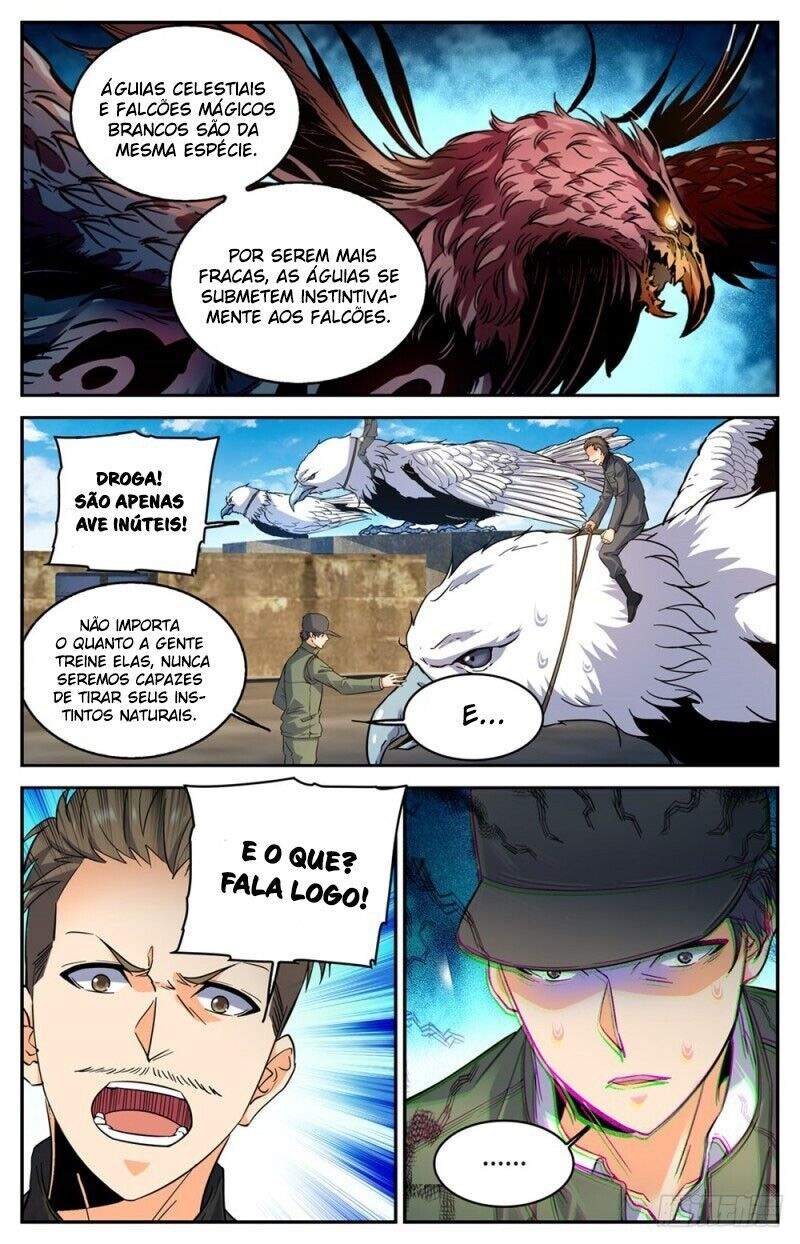 ÁGUIAS CELESTIAIS
E FALCÕES MÁGICOS
BRANCOS SÃO DA
MESMA ESPÉCIE.
POR SEREM MAIS
FRACAS, AS ÁGUIAS SE
SUBMETEM INSTINTIVA-
MENTE AOS FALCÕES.
DROGA!
SÃO APENAS
AVE INÚTEIS!
NÃO IMPORTA
O QUANTO A GENTE
TREINE ELAS, NUNCA
SEREMOS CAPAZES
DE TIRAR SEUS INS-
TINTOS NATURAIS.
E...
E O QUE?
FALA LOGO!
......